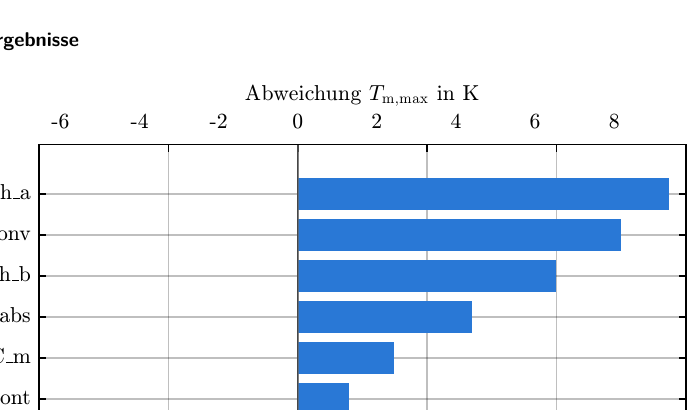 rgebnisse
Abweichung T_m,max in K
-6 -4 -2 0 2 4 6 8
h_a
onv
h_b
abs
C_m
ont